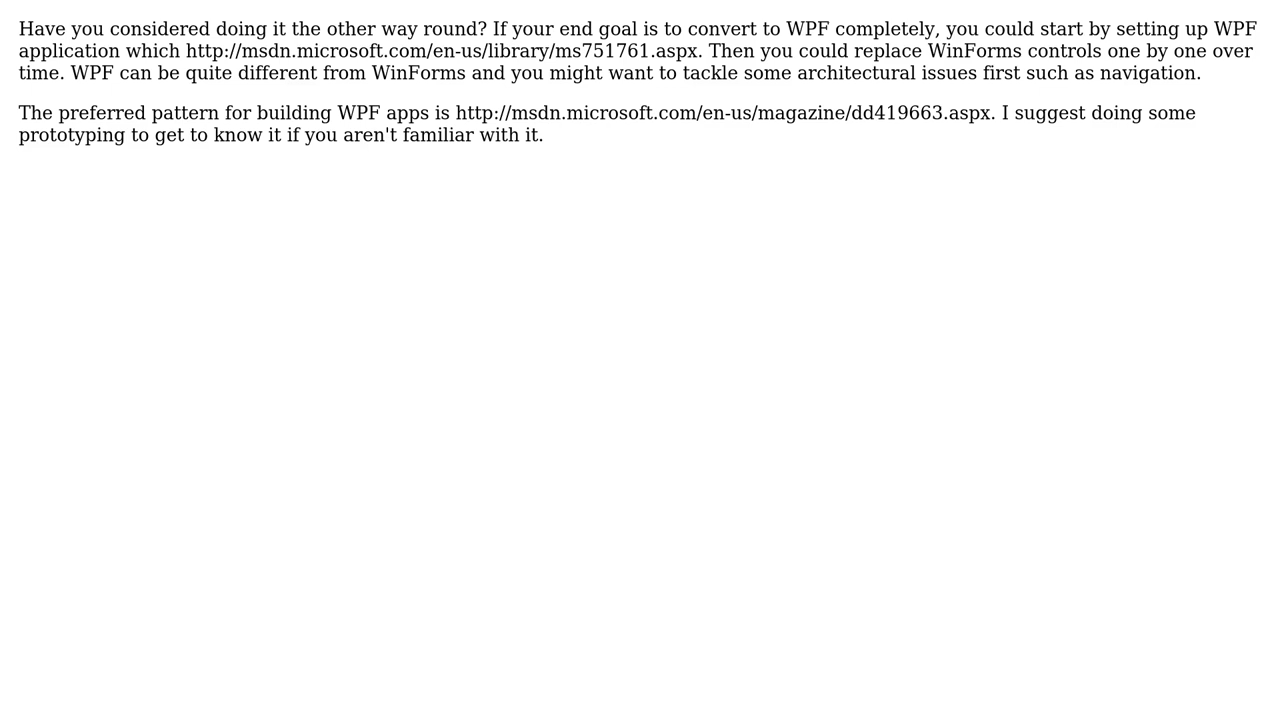 Have you considered doing it the other way round? If your end goal is to convert to WPF completely, you could start by setting up WPF
application which http://msdn.microsoft.com/en-us/library/ms751761.aspx. Then you could replace WinForms controls one by one over
time. WPF can be quite different from WinForms and you might want to tackle some architectural issues first such as navigation.
The preferred pattern for building WPF apps is http://msdn.microsoft.com/en-us/magazine/dd419663.aspx. I suggest doing some
prototyping to get to know it if you aren't familiar with it.